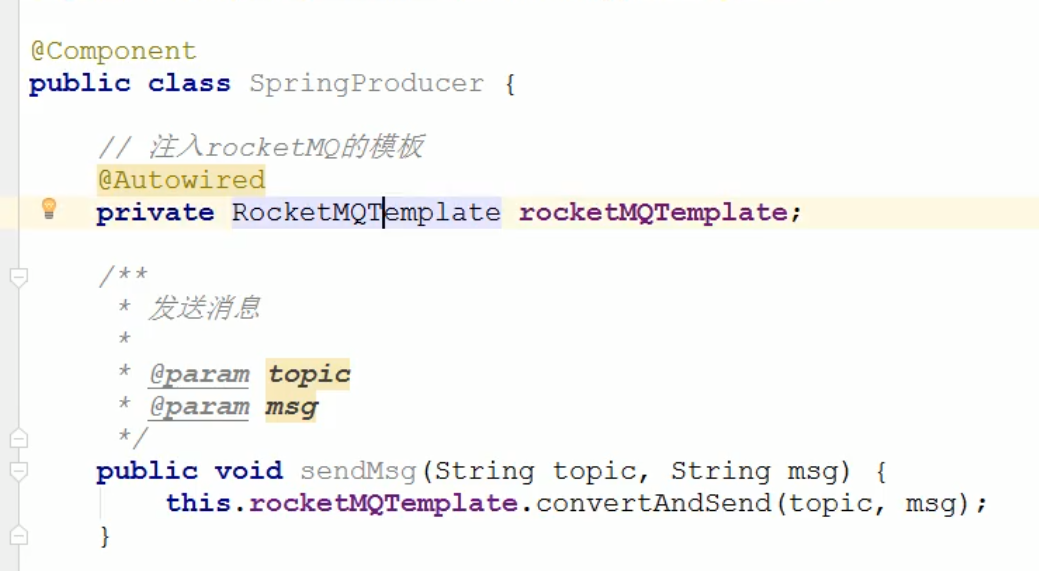 @Component
public class SpringProducer {
// 注入rocketMQ的模板
@Autowired
private RocketMQTemplate rocketMQTemplate;
/**
* 发送消息
*
* @param topic
* @param msg
*/
public void sendMsg(String topic, String msg) {
this.rocketMQTemplate.convertAndSend(topic, msg);
}